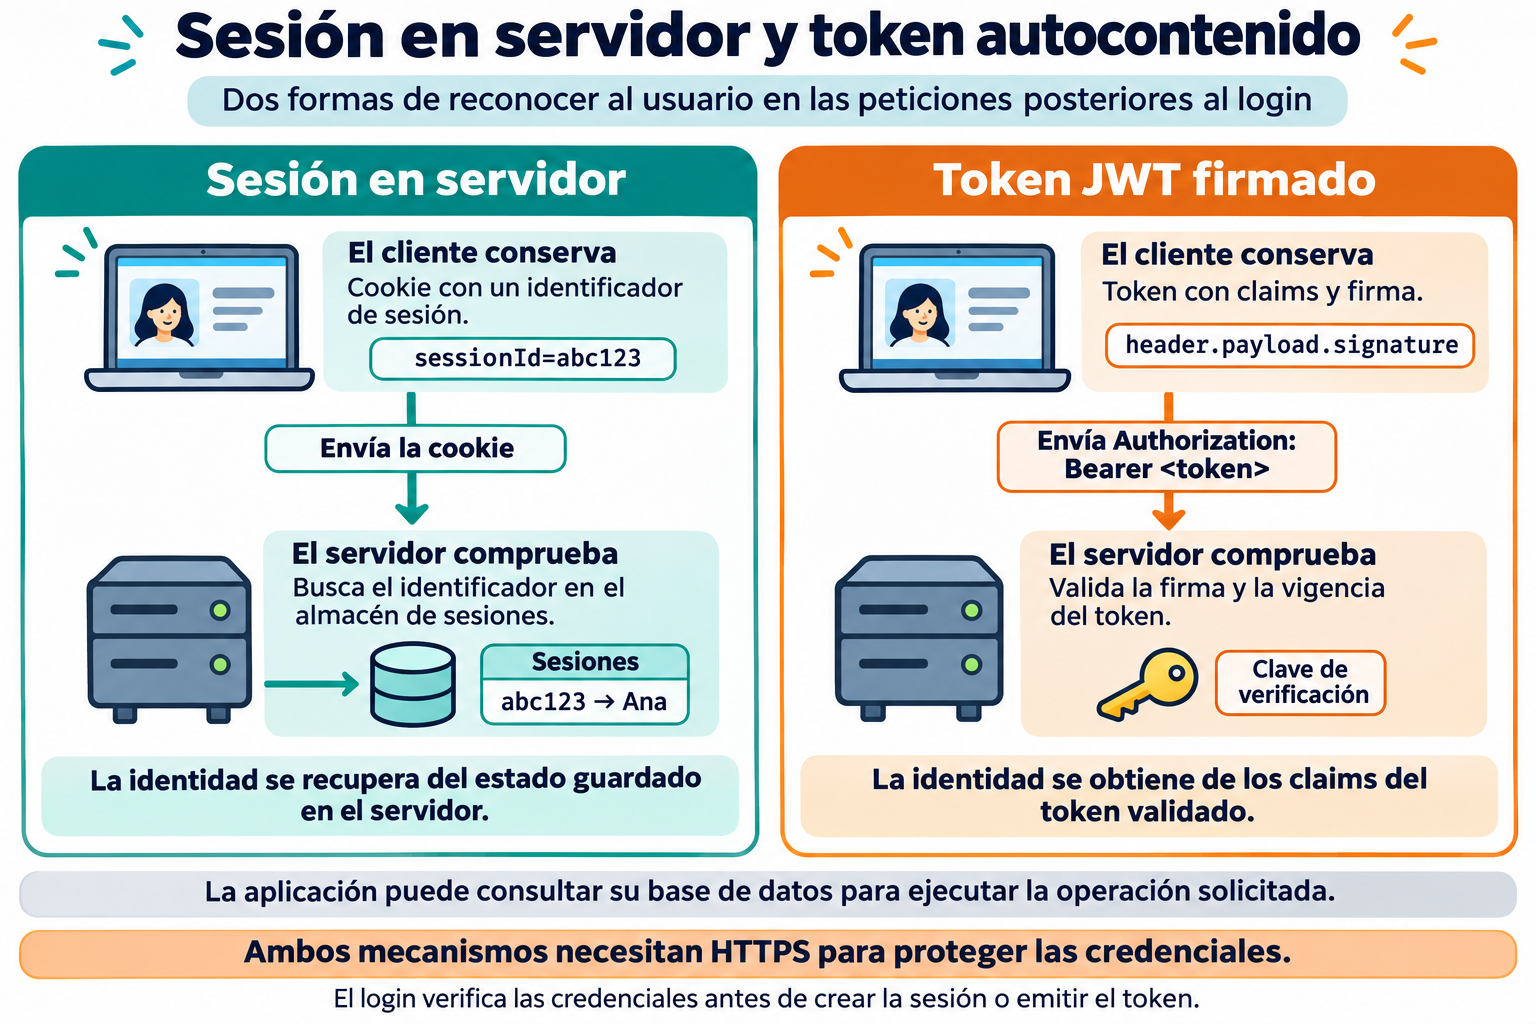 Sesión en servidor y token autocontenido
Dos formas de reconocer al usuario en las peticiones posteriores al login
Sesión en servidor
El cliente conserva
Cookie con un identificador
de sesión.
sessionId=abc123
Envía la cookie
El servidor comprueba
Busca el identificador en el
almacén de sesiones.
Sesiones
abc123 → Ana
La identidad se recupera del estado guardado
en el servidor.
Token JWT firmado
El cliente conserva
Token con claims y firma.
header.payload.signature
Envía Authorization:
Bearer <token>
El servidor comprueba
Valida la firma y la vigencia
del token.
Clave de
verificación
La identidad se obtiene de los claims del
token validado.
La aplicación puede consultar su base de datos para ejecutar la operación solicitada.
Ambos mecanismos necesitan HTTPS para proteger las credenciales.
El login verifica las credenciales antes de crear la sesión o emitir el token.